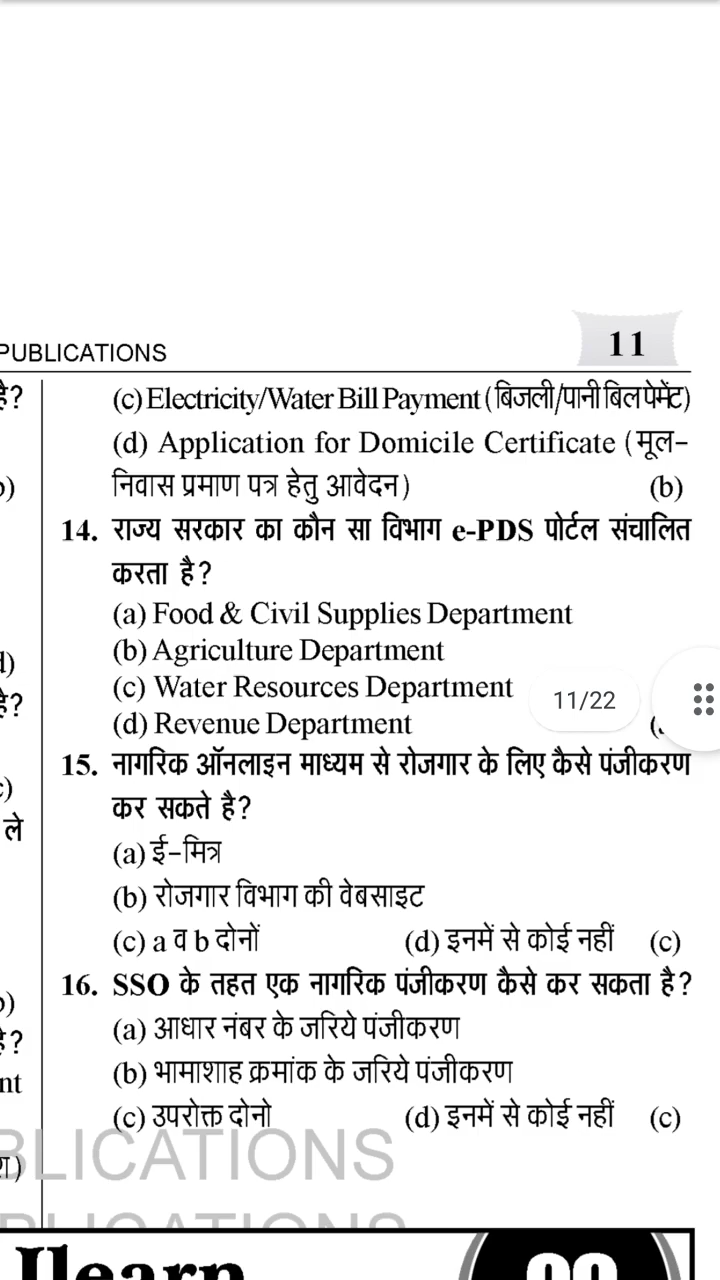 PUBLICATIONS
11
है?
(c) Electricity/Water Bill Payment (बिजली/पानी बिल पेमेंट)
(d) Application for Domicile Certificate (मूल-
निवास प्रमाण पत्र हेतु आवेदन) (b)
14. राज्य सरकार का कौन सा विभाग e-PDS पोर्टल संचालित
करता है?
(a) Food & Civil Supplies Department
(b) Agriculture Department
(c) Water Resources Department
(d) Revenue Department
11/22
है?
15. नागरिक ऑनलाइन माध्यम से रोजगार के लिए कैसे पंजीकरण
कर सकते है?
ले
(a) ई-मित्र
(b) रोजगार विभाग की वेबसाइट
(c) a व b दोनों (d) इनमें से कोई नहीं (c)
16. SSO के तहत एक नागरिक पंजीकरण कैसे कर सकता है?
(a) आधार नंबर के जरिये पंजीकरण
(b) भामाशाह क्रमांक के जरिये पंजीकरण
(c) उपरोक्त दोनो (d) इनमें से कोई नहीं (c)
nt
BLICATIONS
Ilearn